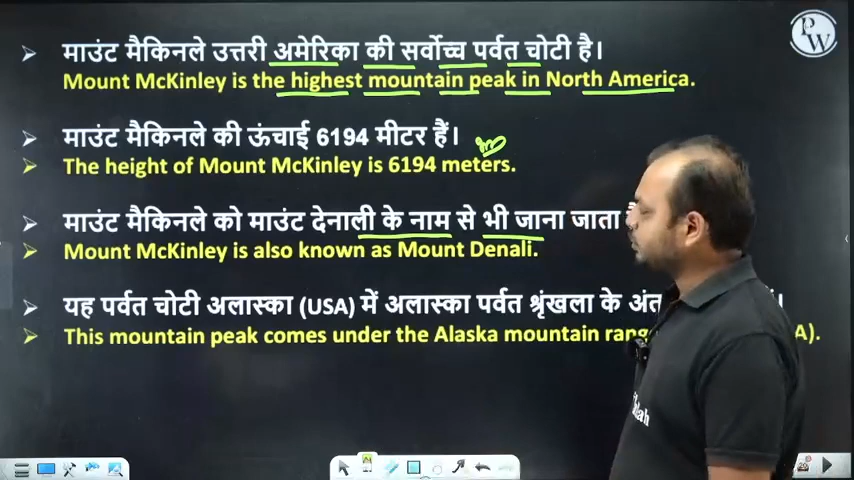 माउंट मैकिनले उत्तरी अमेरिका की सर्वोच्च पर्वत चोटी है।
Mount McKinley is the highest mountain peak in North America.
माउंट मैकिनले की ऊंचाई 6194 मीटर हैं।
The height of Mount McKinley is 6194 meters.
माउंट मैकिनले को माउंट देनाली के नाम से भी जाना जाता
Mount McKinley is also known as Mount Denali.
यह पर्वत चोटी अलास्का (USA) में अलास्का पर्वत श्रृंखला के
This mountain peak comes under the Alaska mountain A).
PW